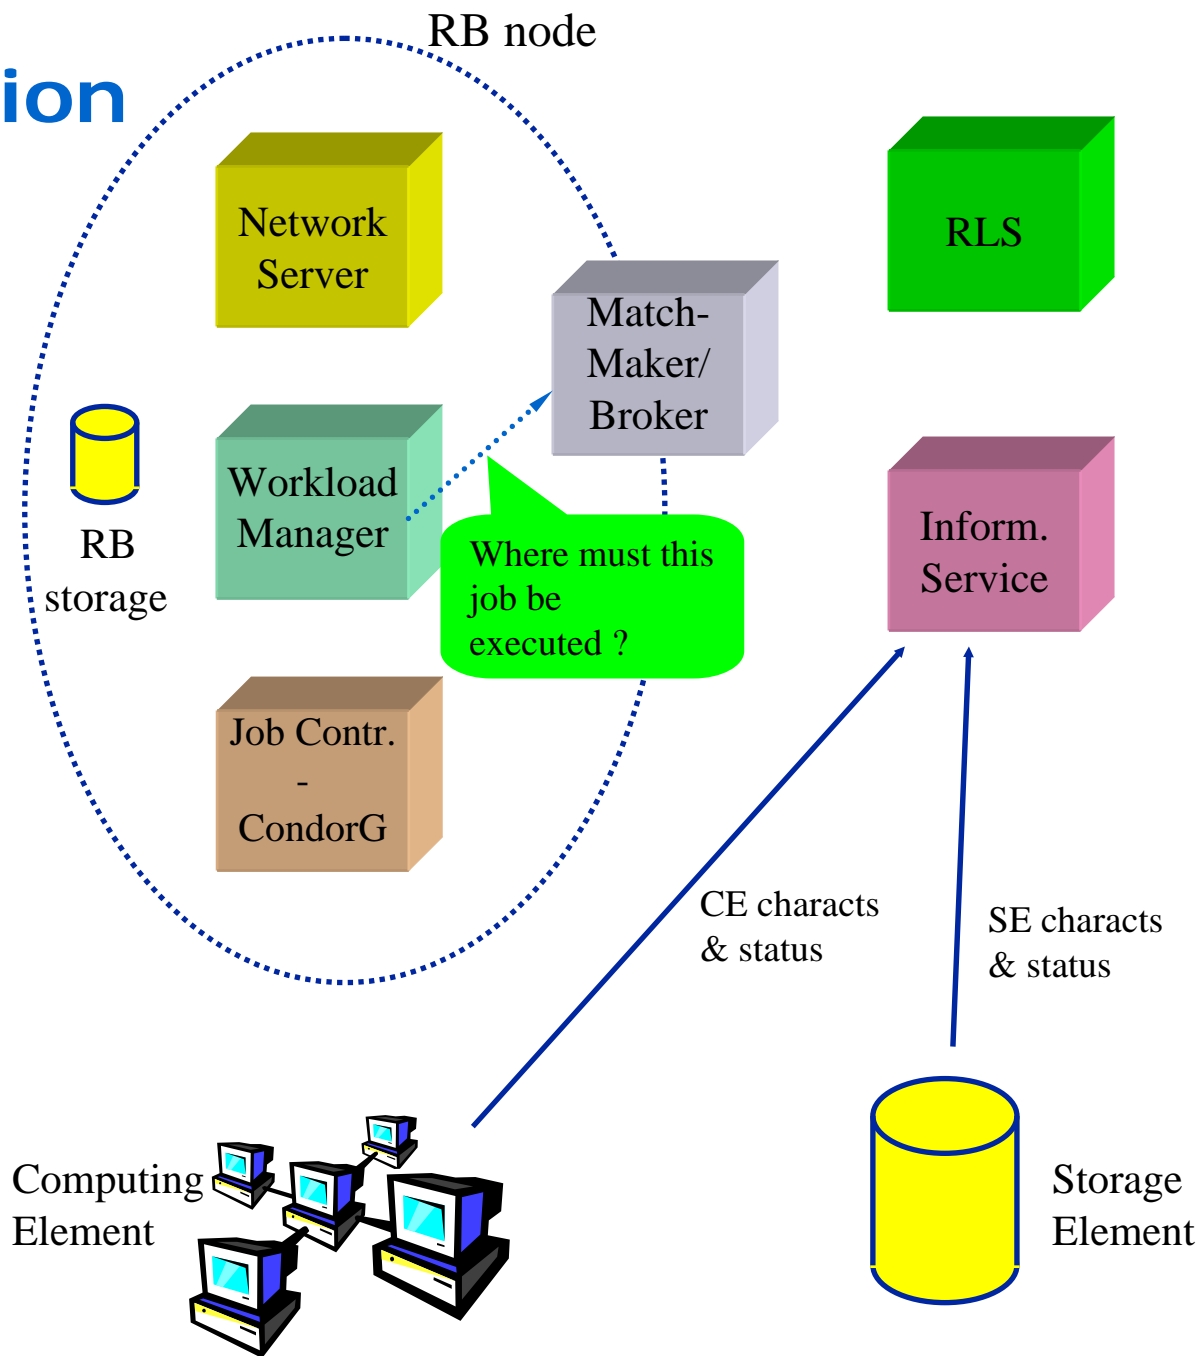 RB node
ion
Network
Server
RLS
Match-
Maker/
Broker
Workload
Manager
RB
storage
Where must this
job be
executed ?
Inform.
Service
Job Contr.
-
CondorG
CE characts
& status
SE characts
& status
Computing
Element
Storage
Element